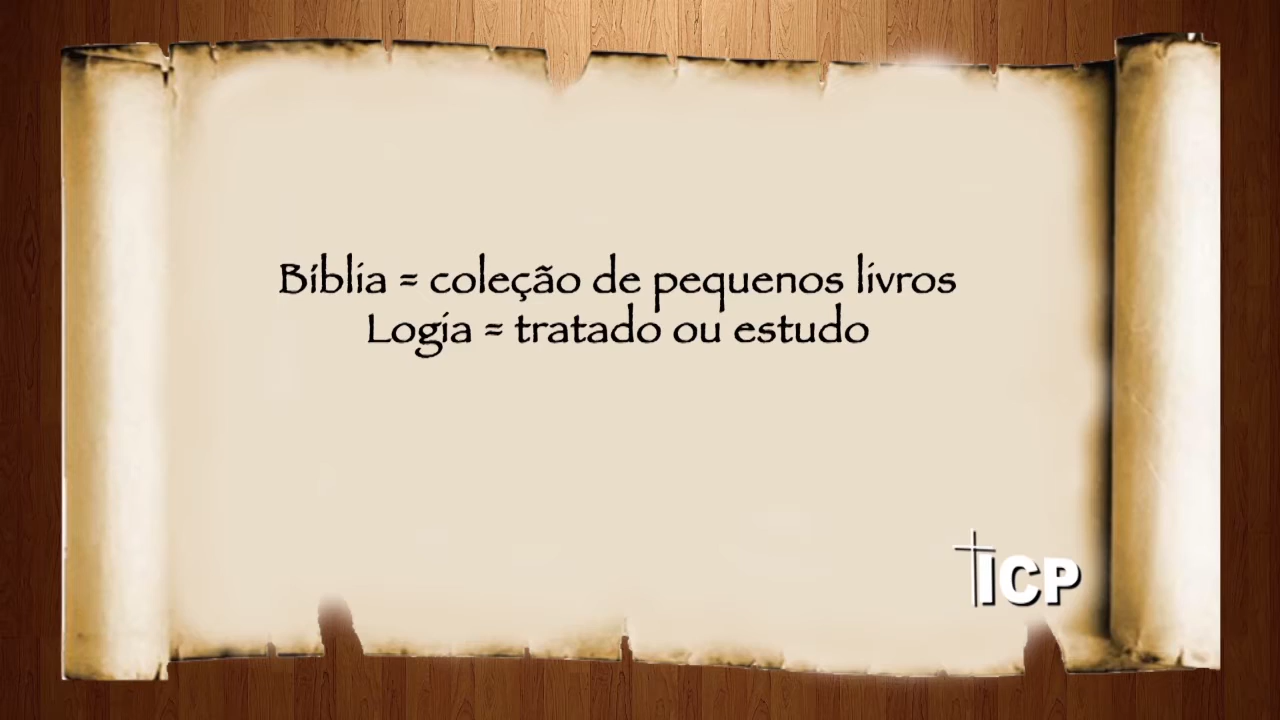 Bíblia = coleção de pequenos livros
Logia = tratado ou estudo
ICP